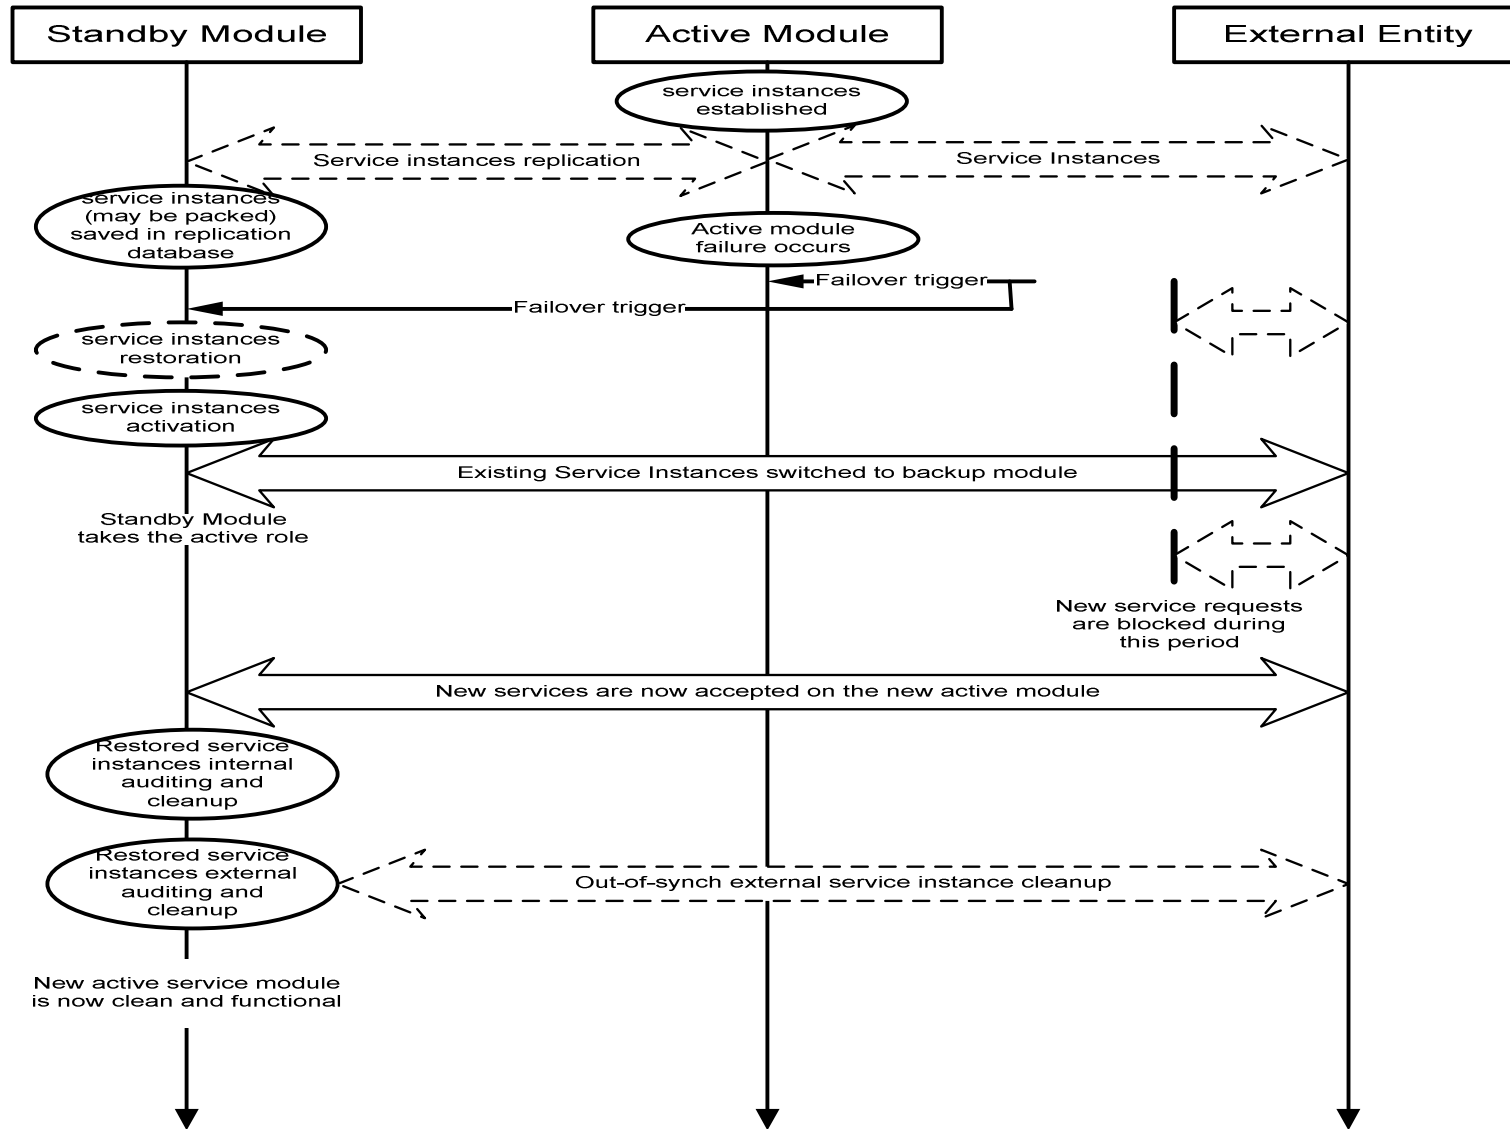 Standby Module
Active Module
External Entity
service instances
established
Service instances replication
Service Instances
service instances
(may be packed)
saved in replication
database
Active module
failure occurs
Failover trigger
Failover trigger
service instances
restoration
service instances
activation
Existing Service Instances switched to backup module
Standby Module
takes the active role
New service requests
are blocked during
this period
New services are now accepted on the new active module
Restored service
instances internal
auditing and
cleanup
Restored service
instances external
auditing and
cleanup
Out-of-synch external service instance cleanup
New active service module
is now clean and functional